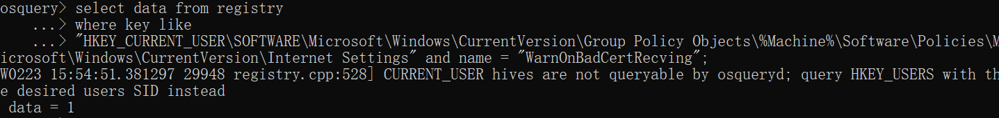 osquery> select data from registry
...> where key like
...> "HKEY_CURRENT_USER\SOFTWARE\Microsoft\Windows\CurrentVersion\Group Policy Objects\%Machine%\Software\Policies\M
icrosoft\Windows\CurrentVersion\Internet Settings" and name = "WarnOnBadCertRecving";
W0223 15:54:51.381297 29948 registry.cpp:528] CURRENT_USER hives are not queryable by osqueryd; query HKEY_USERS with th
e desired users SID instead
data = 1